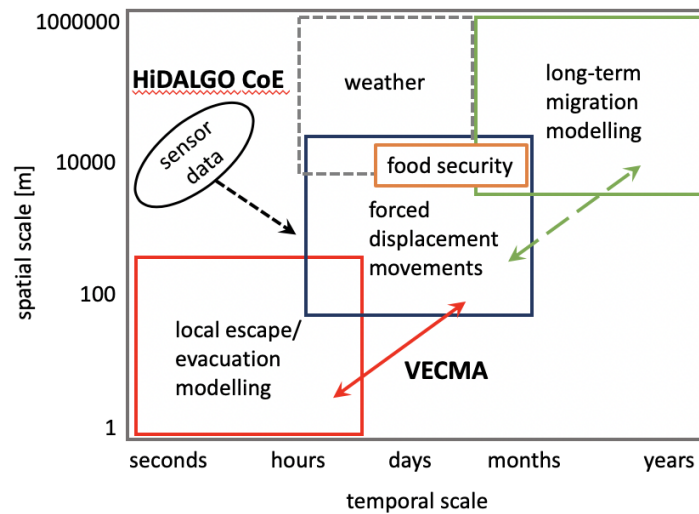 1000000
HiDALGO CoE
weather
long-term
migration
modelling
sensor
data
10000
food security
forced
displacement
movements
spatial scale [m]
100
local escape/
evacuation
modelling
VECMA
1
seconds hours days months years
temporal scale